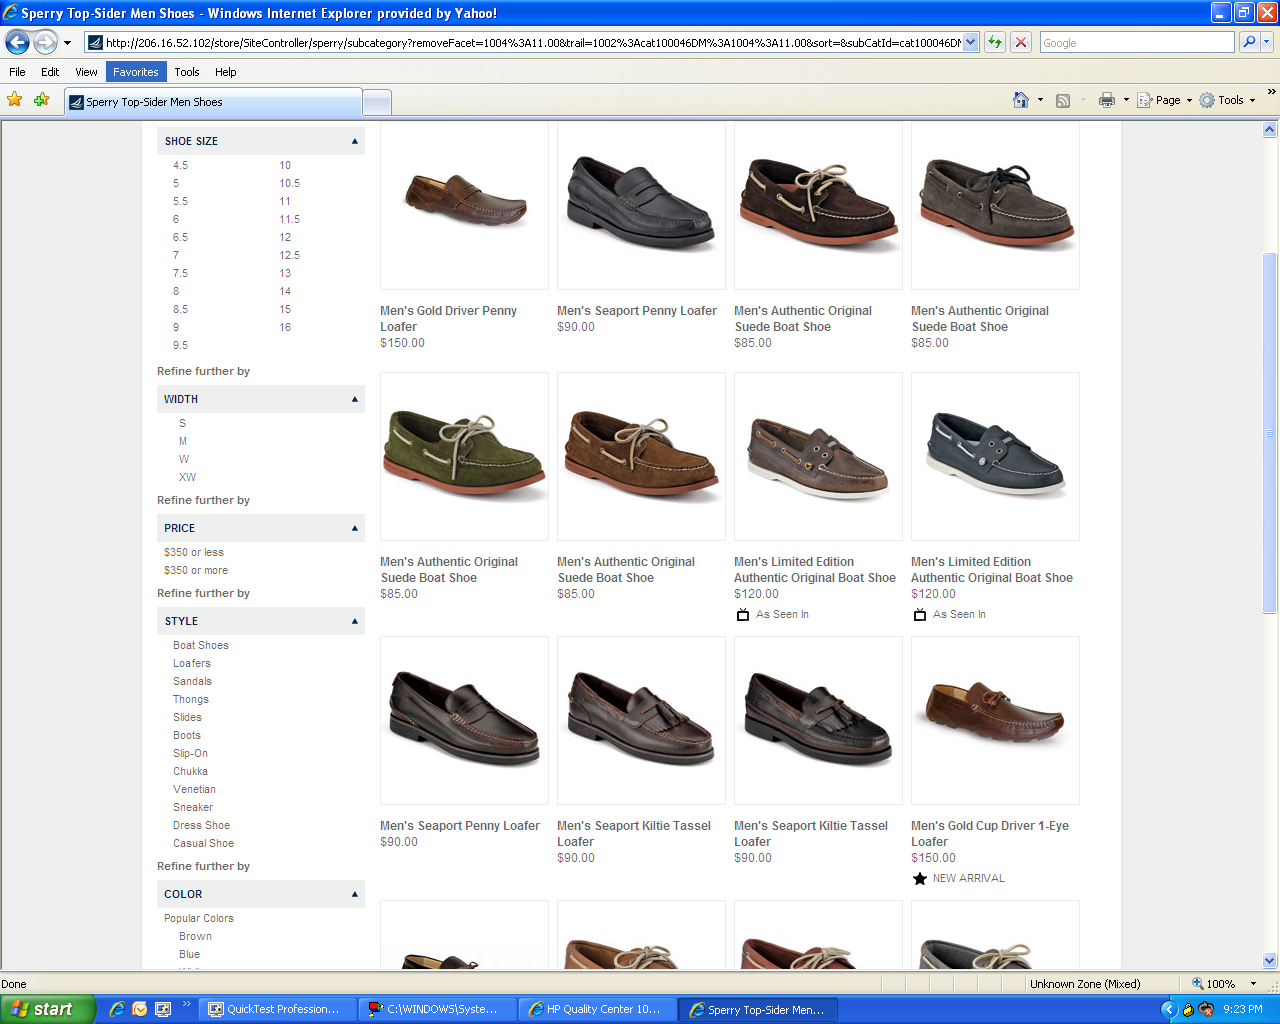 Sperry Top-Sider Men Shoes - Windows Internet Explorer provided by Yahoo!
http://206.16.52.102/store/SiteController/sperry/subcategory?removeFacet=1004%3A11.00&trail=1002%3Acat100046DM%3A1004%3A11.00&sort=&subCatId=cat100046DM
Google
File Edit View Favorites Tools Help
Sperry Top-Sider Men Shoes
Page Tools
SHOE SIZE
4.5 10
5 10.5
5.5 11
6 11.5
6.5 12
7 12.5
7.5 13
8 14
8.5 15
9 16
9.5
Refine further by
WIDTH
S
M
W
XW
Refine further by
PRICE
$350 or less
$350 or more
Refine further by
STYLE
Boat Shoes
Loafers
Sandals
Thongs
Slides
Boots
Slip-On
Chukka
Venetian
Sneaker
Dress Shoe
Casual Shoe
Refine further by
COLOR
Popular Colors
Brown
Blue
Men's Gold Driver Penny
Loafer
$150.00
Men's Seaport Penny Loafer
$90.00
Men's Authentic Original
Suede Boat Shoe
$85.00
Men's Authentic Original
Suede Boat Shoe
$85.00
Men's Authentic Original
Suede Boat Shoe
$85.00
Men's Authentic Original
Suede Boat Shoe
$85.00
Men's Limited Edition
Authentic Original Boat Shoe
$120.00
As Seen In
Men's Limited Edition
Authentic Original Boat Shoe
$120.00
As Seen In
Men's Seaport Penny Loafer
$90.00
Men's Seaport Kiltie Tassel
Loafer
$90.00
Men's Seaport Kiltie Tassel
Loafer
$90.00
Men's Gold Cup Driver 1-Eye
Loafer
$150.00
NEW ARRIVAL
Done
Unknown Zone (Mixed)
100%
start
QuickTest Profession...
C:\WINDOWS\Syste...
HP Quality Center 10...
Sperry Top-Sider Men...
9:23 PM